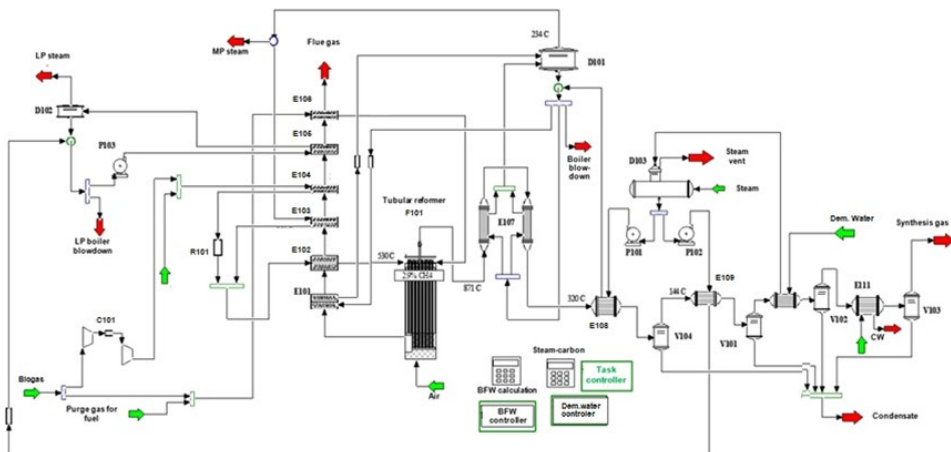 234 C
LP steam
MP steam
Flue gas
D101
D102
E106
P103
E105
Boiler
blow-
down
D103
Steam
vent
E104
Steam
Tubular reformer
F101
E107
E103
LP boiler
blowdown
R101
E102
530 C
P101
P102
Dem. Water
Synthesis gas
2.9% CH4
871 C
E109
E101
320 C
144 C
E111
C101
E108
V102
V103
V104
V101
CW
Steam-carbon
Biogas
BFW calculation
Task
controller
Purge gas for
fuel
Air
BFW
controller
Dem.water
controler
Condensate